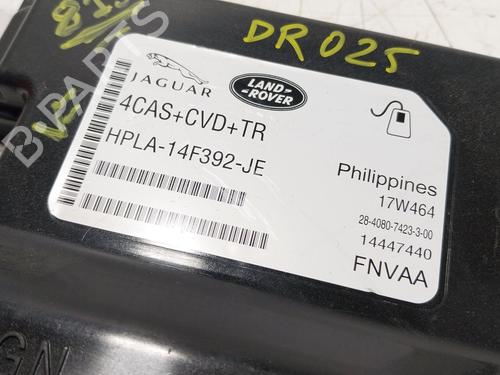 DR025
B-PARTS
JAGUAR
LAND-
ROVER
4CAS+CVD+TR
HPLA-14F392-JE
Philippines
17W464
28-4080-7423-3-00
14447440
FNVAA